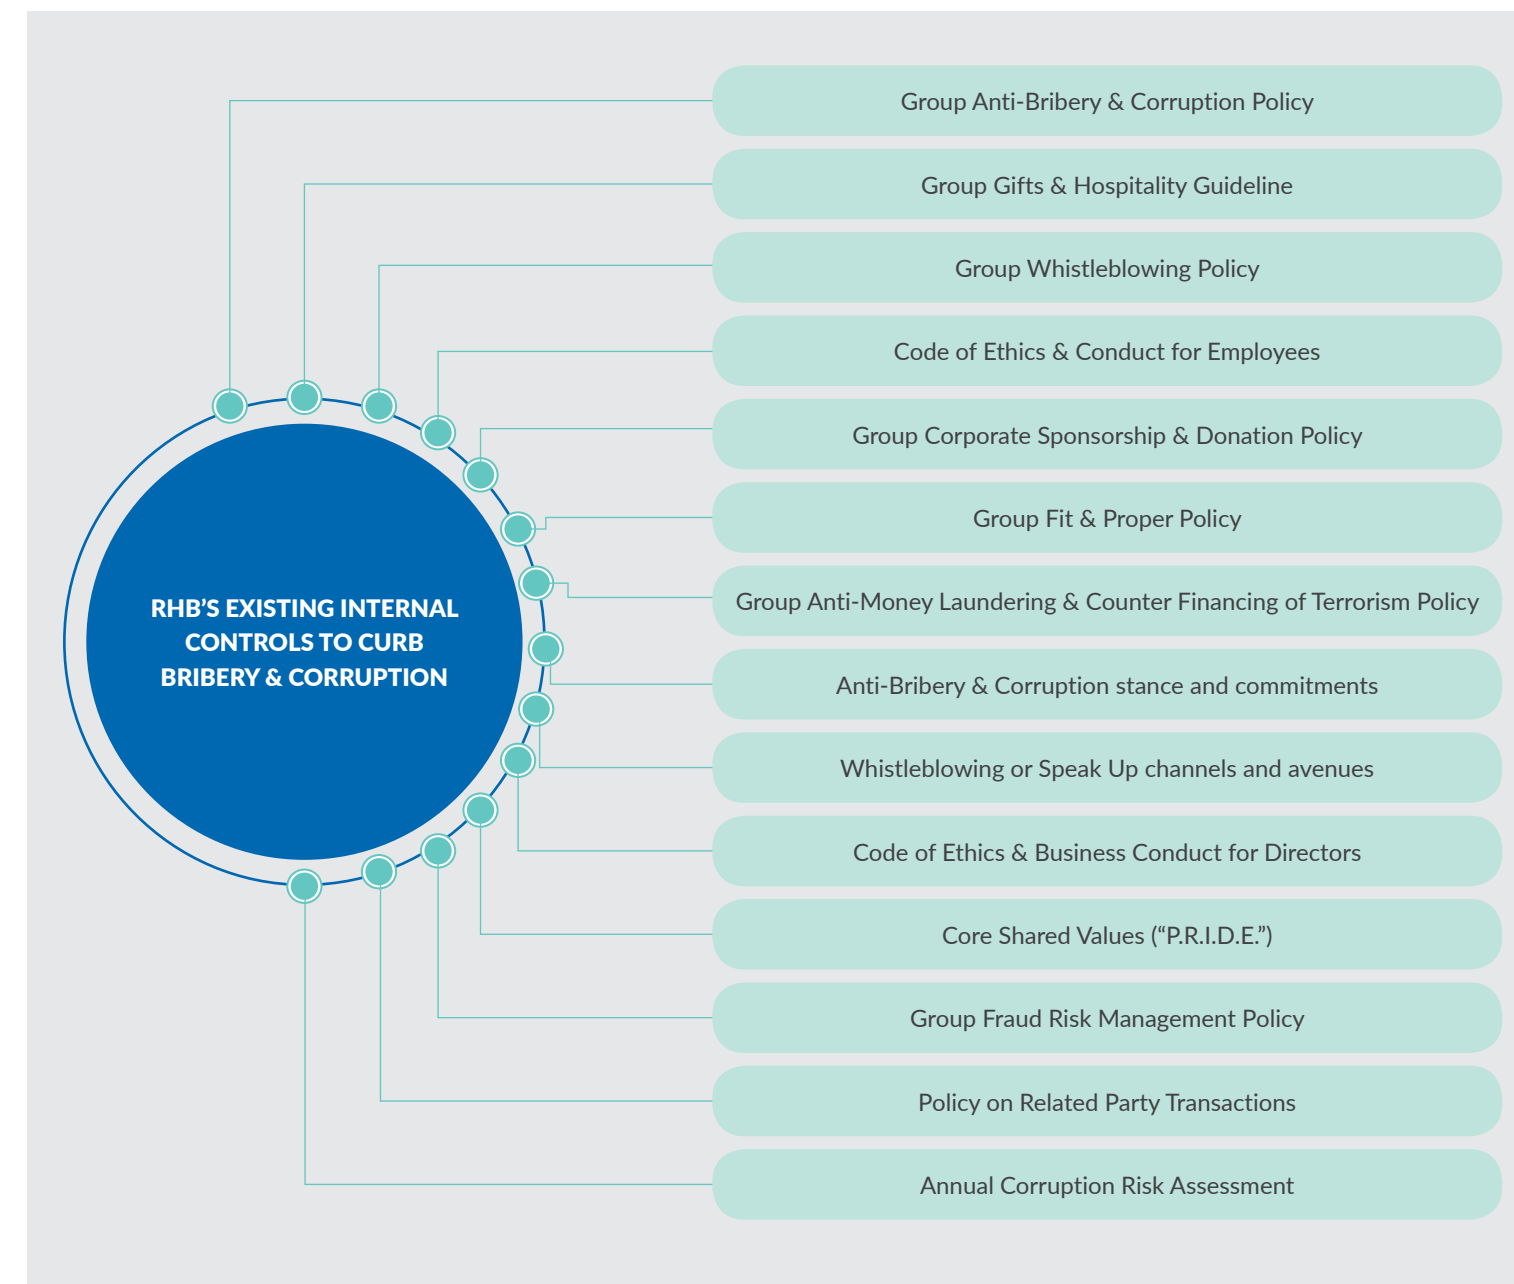 Group Anti-Bribery & Corruption Policy
Group Gifts & Hospitality Guideline
Group Whistleblowing Policy
Code of Ethics & Conduct for Employees
Group Corporate Sponsorship & Donation Policy
Group Fit & Proper Policy
Group Anti-Money Laundering & Counter Financing of Terrorism Policy
Anti-Bribery & Corruption stance and commitments
Whistleblowing or Speak Up channels and avenues
Code of Ethics & Business Conduct for Directors
Core Shared Values (“P.R.I.D.E.”)
Group Fraud Risk Management Policy
Policy on Related Party Transactions
Annual Corruption Risk Assessment
RHB’S EXISTING INTERNAL
CONTROLS TO CURB
BRIBERY & CORRUPTION